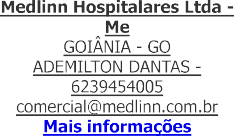 Medlinn Hospitalares Ltda -
Me
GOIÂNIA - GO
ADEMILTON DANTAS -
6239454005
comercial@medlinn.com.br
Mais informações